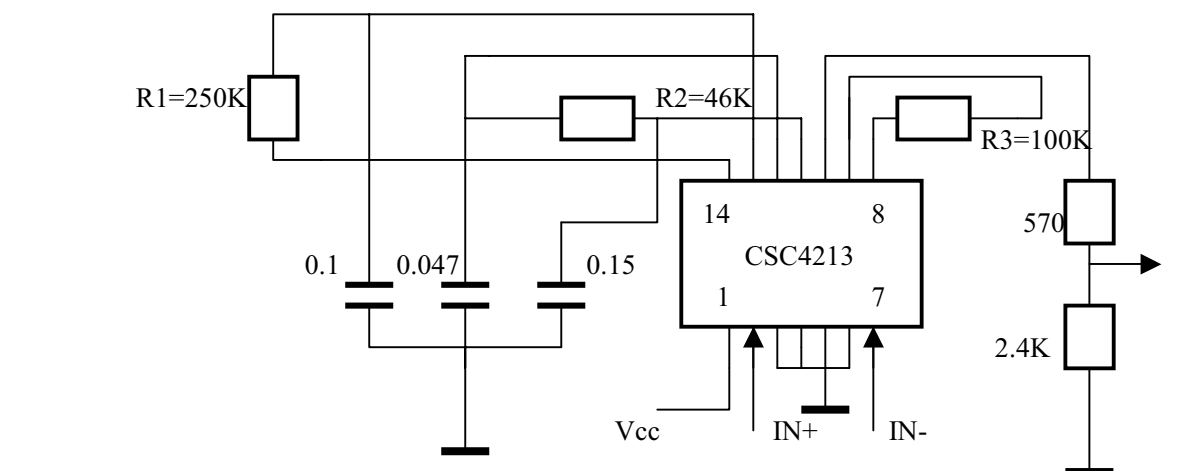 R1=250K
R2=46K
R3=100K
14
8
570
CSC4213
0.1
0.047
0.15
1
7
2.4K
Vcc
IN+
IN-